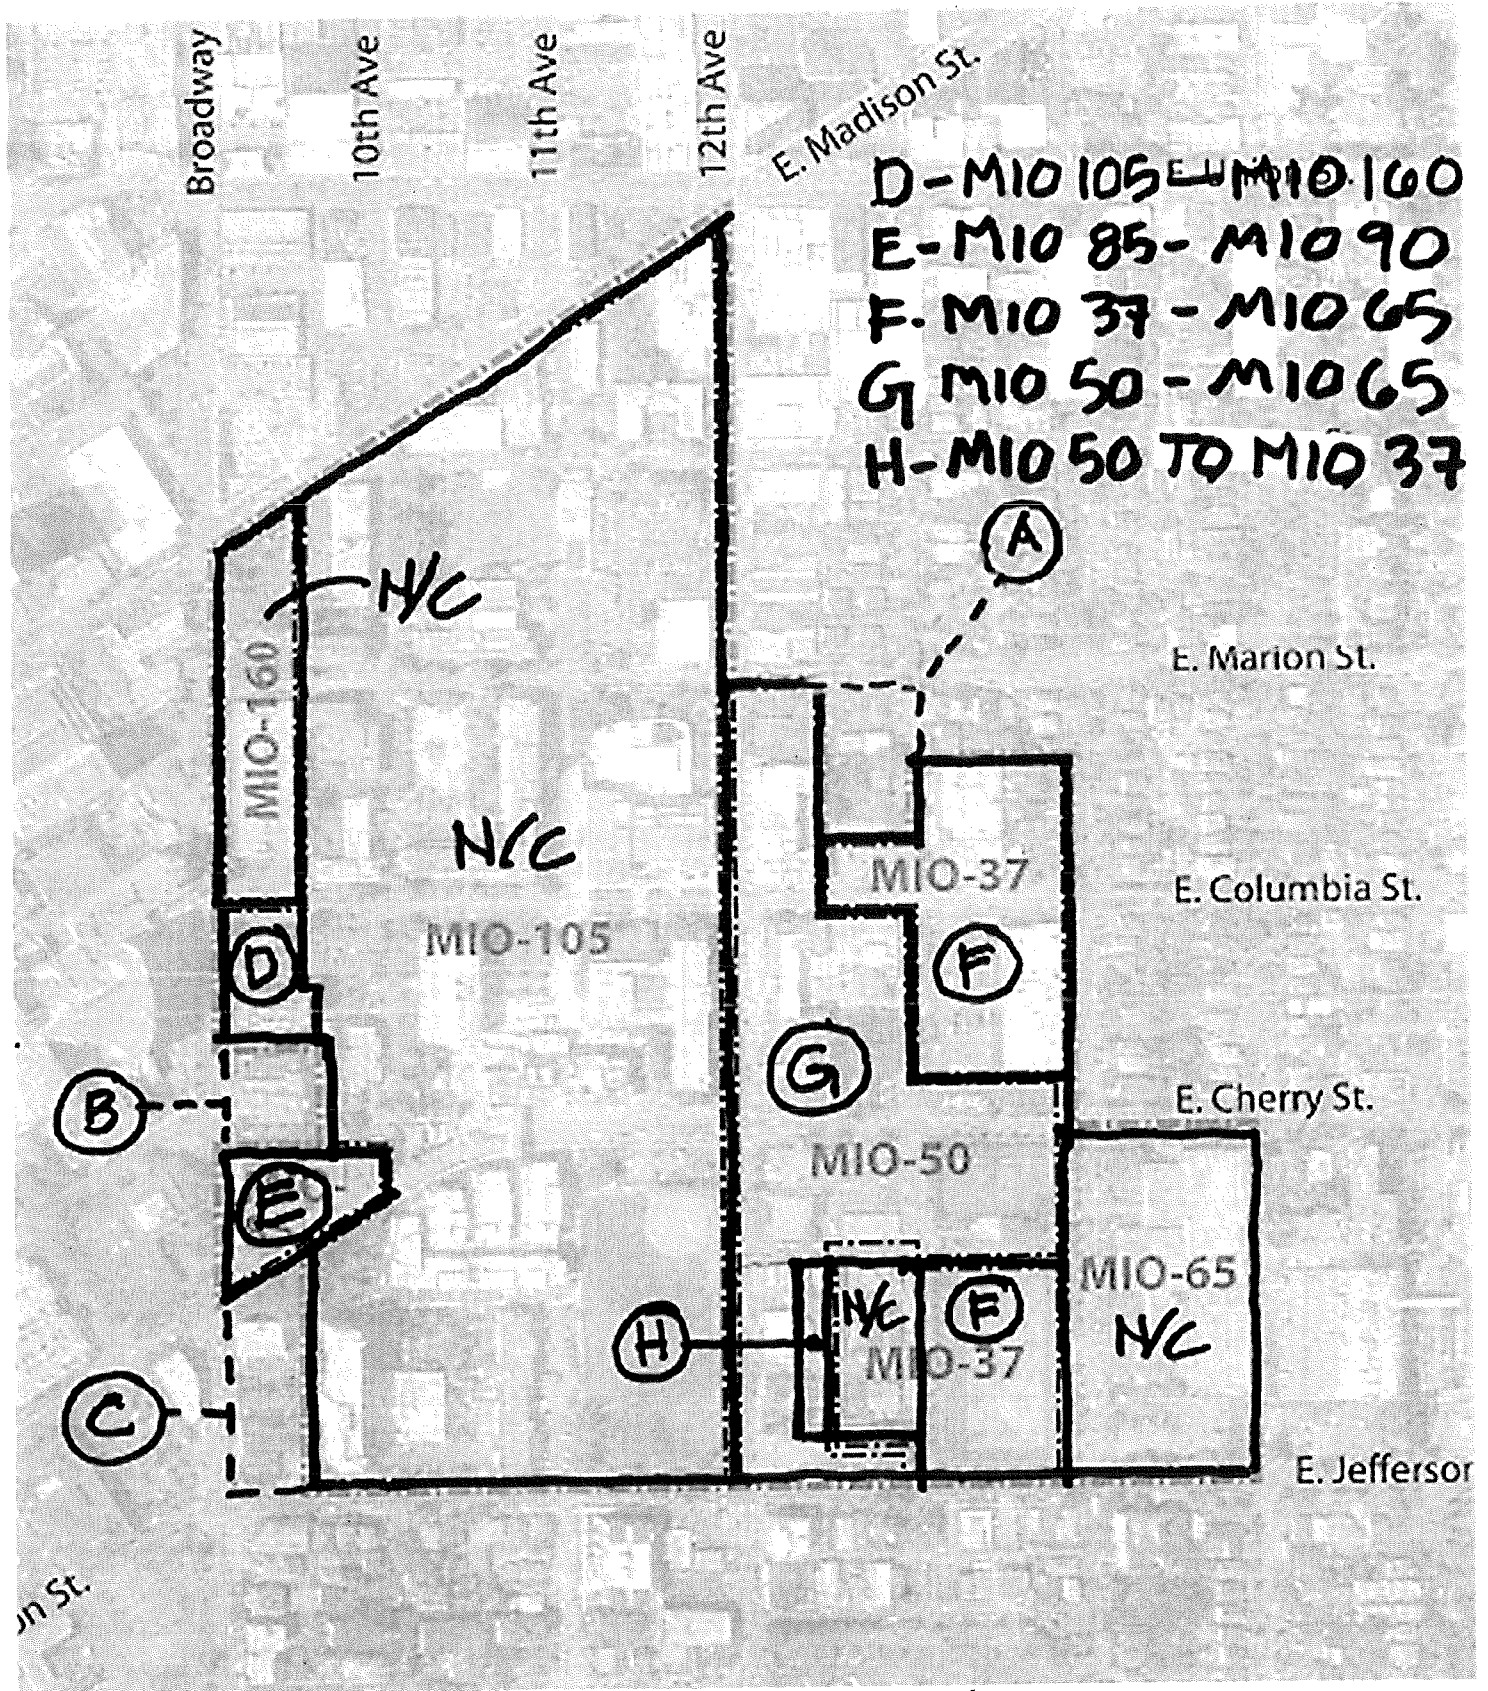 Broadway
10th Ave
11th Ave
12th Ave
E. Madison St.
D-MIO 105 - MIO 160
E-MIO 85-MIO 90
F. MIO 37 - MIO 65
G MIO 50 - MIO 65
H-MIO 50 TO MIO 37
A
N/C
E. Marion St.
MIO-160
N/C
MIO-37
E. Columbia St.
MIO-105
D
F
G
B
E. Cherry St.
MIO-50
E
MIO-65
N/C
F
N/C
H
MIO-37
C
E. Jefferson
on St.